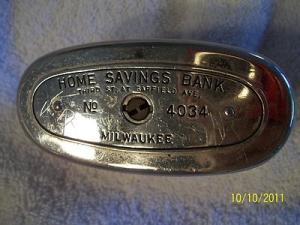 HOME SAVINGS BANK
THIRD ST. AT GARFIELD AVE.
No 4034
MILWAUKEE
10/10/2011